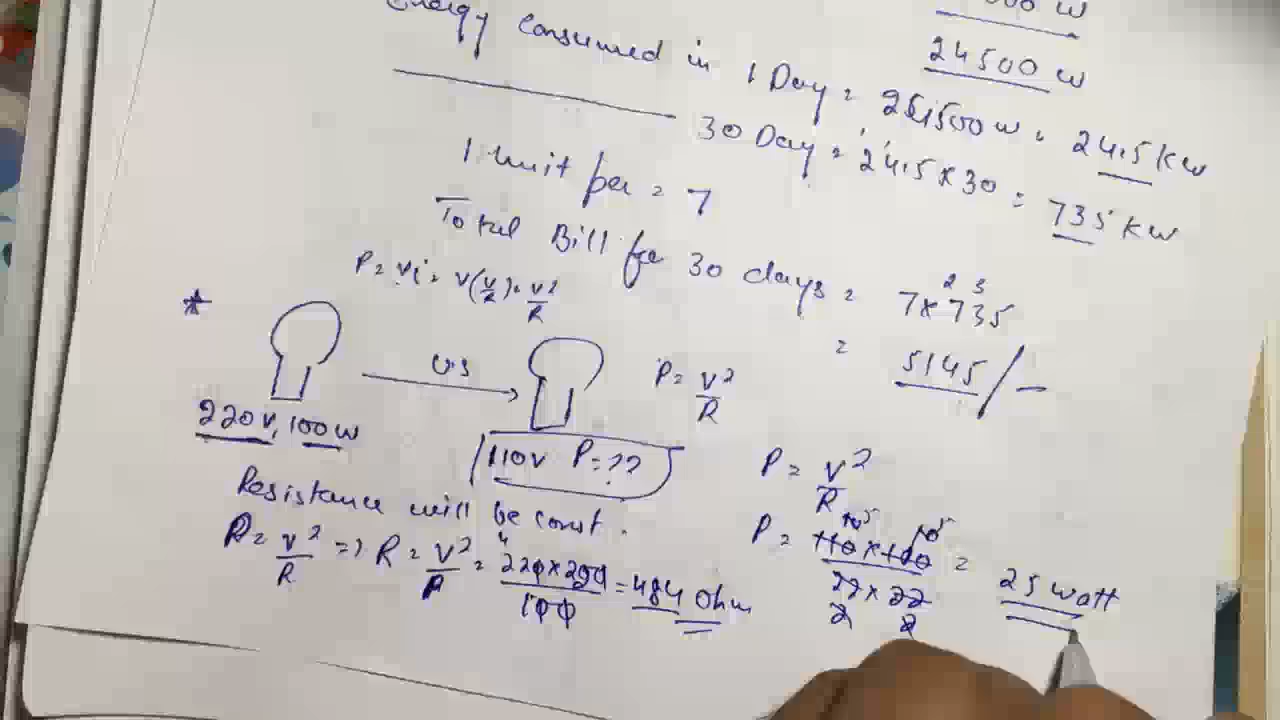 24500 w
Energy Consumed in 1 Day = 24500 w = 24.5 kw
30 Day = 24.5 x 30 = 735 kw
1 unit per = 7
Total Bill for 30 days = 7x735
= 5145/-
P = Vi = V(V/R) = V²/R
* Vs P = V²/R
220V, 100w 110V P=??
Resistance will be const.
P = V²/R => R = V²/P = 220x220/100 = 484 Ohm
P = V²/R
P = 110x110/22x22 = 25 watt